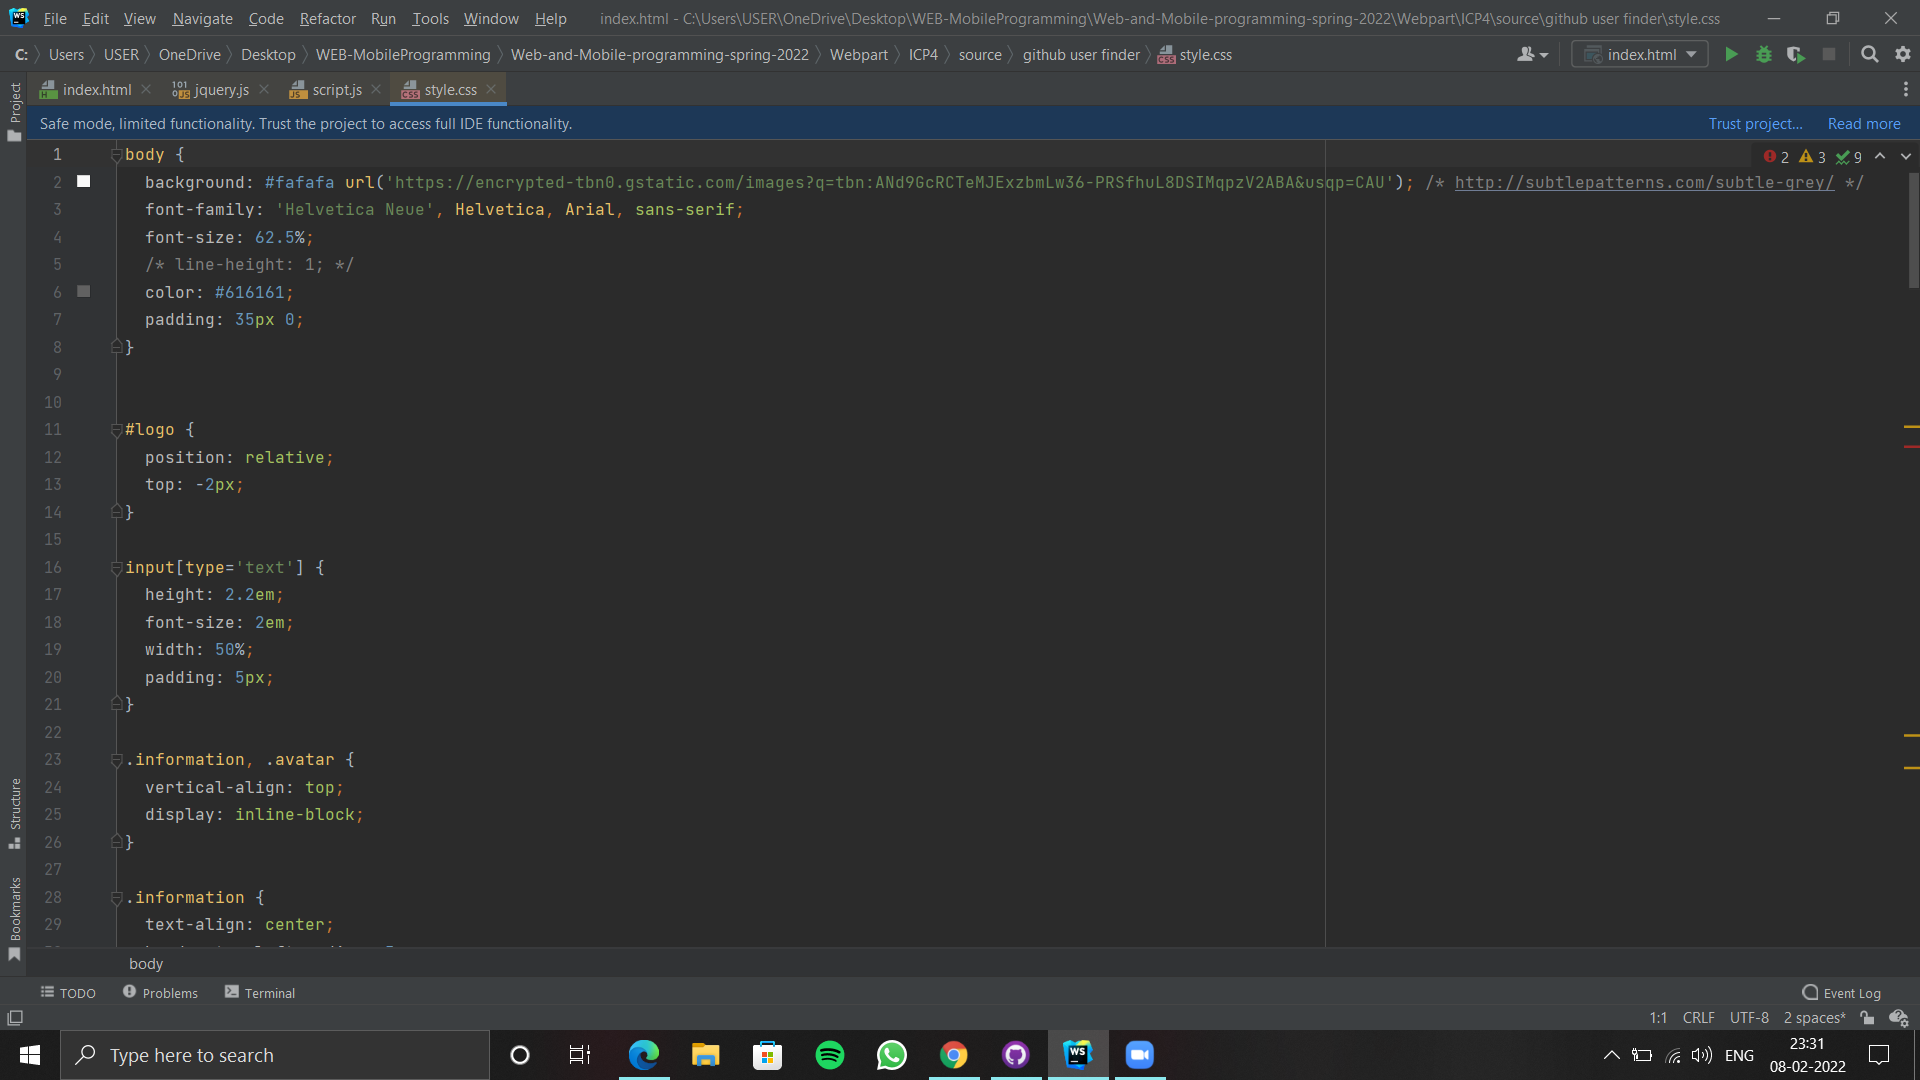 File Edit View Navigate Code Refactor Run Tools Window Help index.html - C:\Users\USER\OneDrive\Desktop\WEB-MobileProgramming\Web-and-Mobile-programming-spring-2022\Webpart\ICP4\source\github user finder\style.css
C: Users USER OneDrive Desktop WEB-MobileProgramming Web-and-Mobile-programming-spring-2022 Webpart ICP4 source github user finder style.css index.html
index.html jquery.js script.js style.css
Safe mode, limited functionality. Trust the project to access full IDE functionality. Trust project... Read more
Project
2 3 9
1 body {
2 background: #fafafa url('https://encrypted-tbn0.gstatic.com/images?q=tbn:ANd9GcRCTeMJExzbmLw36-PRSfhuL8DSIMqpzV2ABA&usqp=CAU'); /* http://subtlepatterns.com/subtle-grey/ */
3 font-family: 'Helvetica Neue', Helvetica, Arial, sans-serif;
4 font-size: 62.5%;
5 /* line-height: 1; */
6 color: #616161;
7 padding: 35px 0;
8 }
9
10
11 #logo {
12 position: relative;
13 top: -2px;
14 }
15
16 input[type='text'] {
17 height: 2.2em;
18 font-size: 2em;
19 width: 50%;
20 padding: 5px;
21 }
22
23 .information, .avatar {
24 vertical-align: top;
25 display: inline-block;
26 }
27
28 .information {
29 text-align: center;
Structure
Bookmarks
body
TODO Problems Terminal Event Log
1:1 CRLF UTF-8 2 spaces*
Type here to search
WS
ENG
23:31
08-02-2022